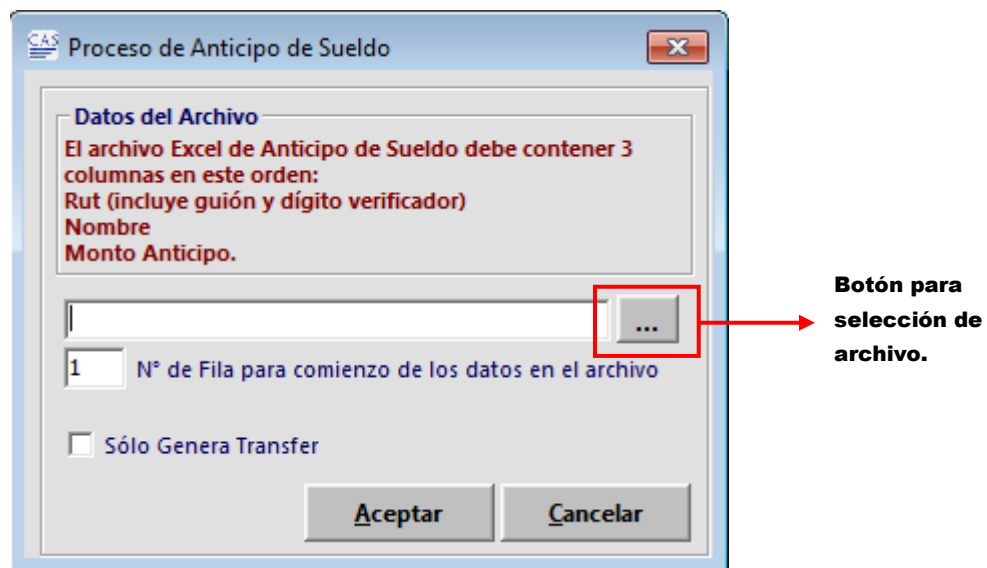 CAS
Proceso de Anticipo de Sueldo
Datos del Archivo
El archivo Excel de Anticipo de Sueldo debe contener 3
columnas en este orden:
Rut (incluye guión y dígito verificador)
Nombre
Monto Anticipo.
...
1 N° de Fila para comienzo de los datos en el archivo
Sólo Genera Transfer
Aceptar Cancelar
Botón para
selección de
archivo.